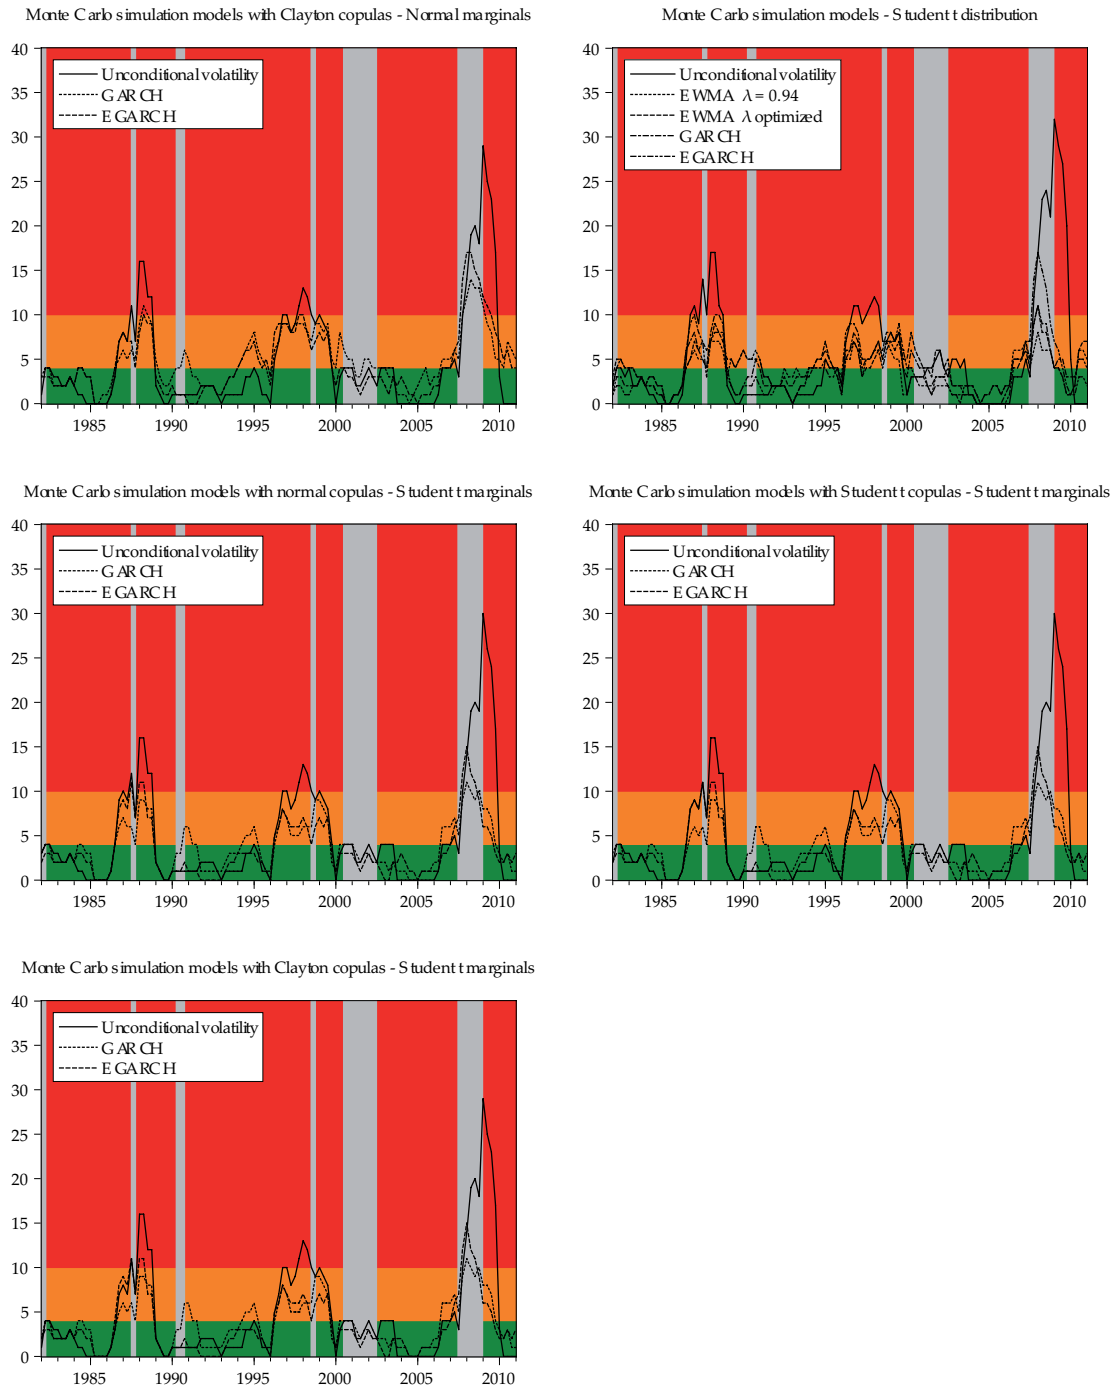 Monte Carlo simulation models with Clayton copulas - Normal marginals
40
35
30
25
20
15
10
5
0
Unconditional volatility
GARCH
EGARCH
1985 1990 1995 2000 2005 2010
Monte Carlo simulation models - Student t distribution
40
35
30
25
20
15
10
5
0
Unconditional volatility
EWMA λ = 0.94
EWMA λ optimized
GARCH
EGARCH
1985 1990 1995 2000 2005 2010
Monte Carlo simulation models with normal copulas - Student t marginals
40
35
30
25
20
15
10
5
0
Unconditional volatility
GARCH
EGARCH
1985 1990 1995 2000 2005 2010
Monte Carlo simulation models with Student t copulas - Student t marginals
40
35
30
25
20
15
10
5
0
Unconditional volatility
GARCH
EGARCH
1985 1990 1995 2000 2005 2010
Monte Carlo simulation models with Clayton copulas - Student t marginals
40
35
30
25
20
15
10
5
0
Unconditional volatility
GARCH
EGARCH
1985 1990 1995 2000 2005 2010